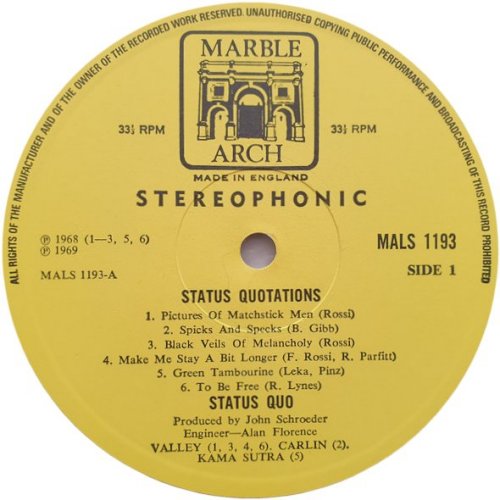 ALL RIGHTS OF THE MANUFACTURER AND OF THE OWNER OF THE RECORDED WORK RESERVED. UNAUTHORISED COPYING PUBLIC PERFORMANCE AND BROADCASTING OF THIS RECORD PROHIBITED
MARBLE
ARCH
33⅓ RPM 33⅓ RPM
MADE IN ENGLAND
STEREOPHONIC
℗ 1968 (1—3, 5, 6)
℗ 1969
MALS 1193-A
MALS 1193
SIDE 1
STATUS QUOTATIONS
1. Pictures Of Matchstick Men (Rossi)
2. Spicks And Specks (B. Gibb)
3. Black Veils Of Melancholy (Rossi)
4. Make Me Stay A Bit Longer (F. Rossi, R. Parfitt)
5. Green Tambourine (Leka, Pinz)
6. To Be Free (R. Lynes)
STATUS QUO
Produced by John Schroeder
Engineer—Alan Florence
VALLEY (1, 3, 4, 6). CARLIN (2).
KAMA SUTRA (5)